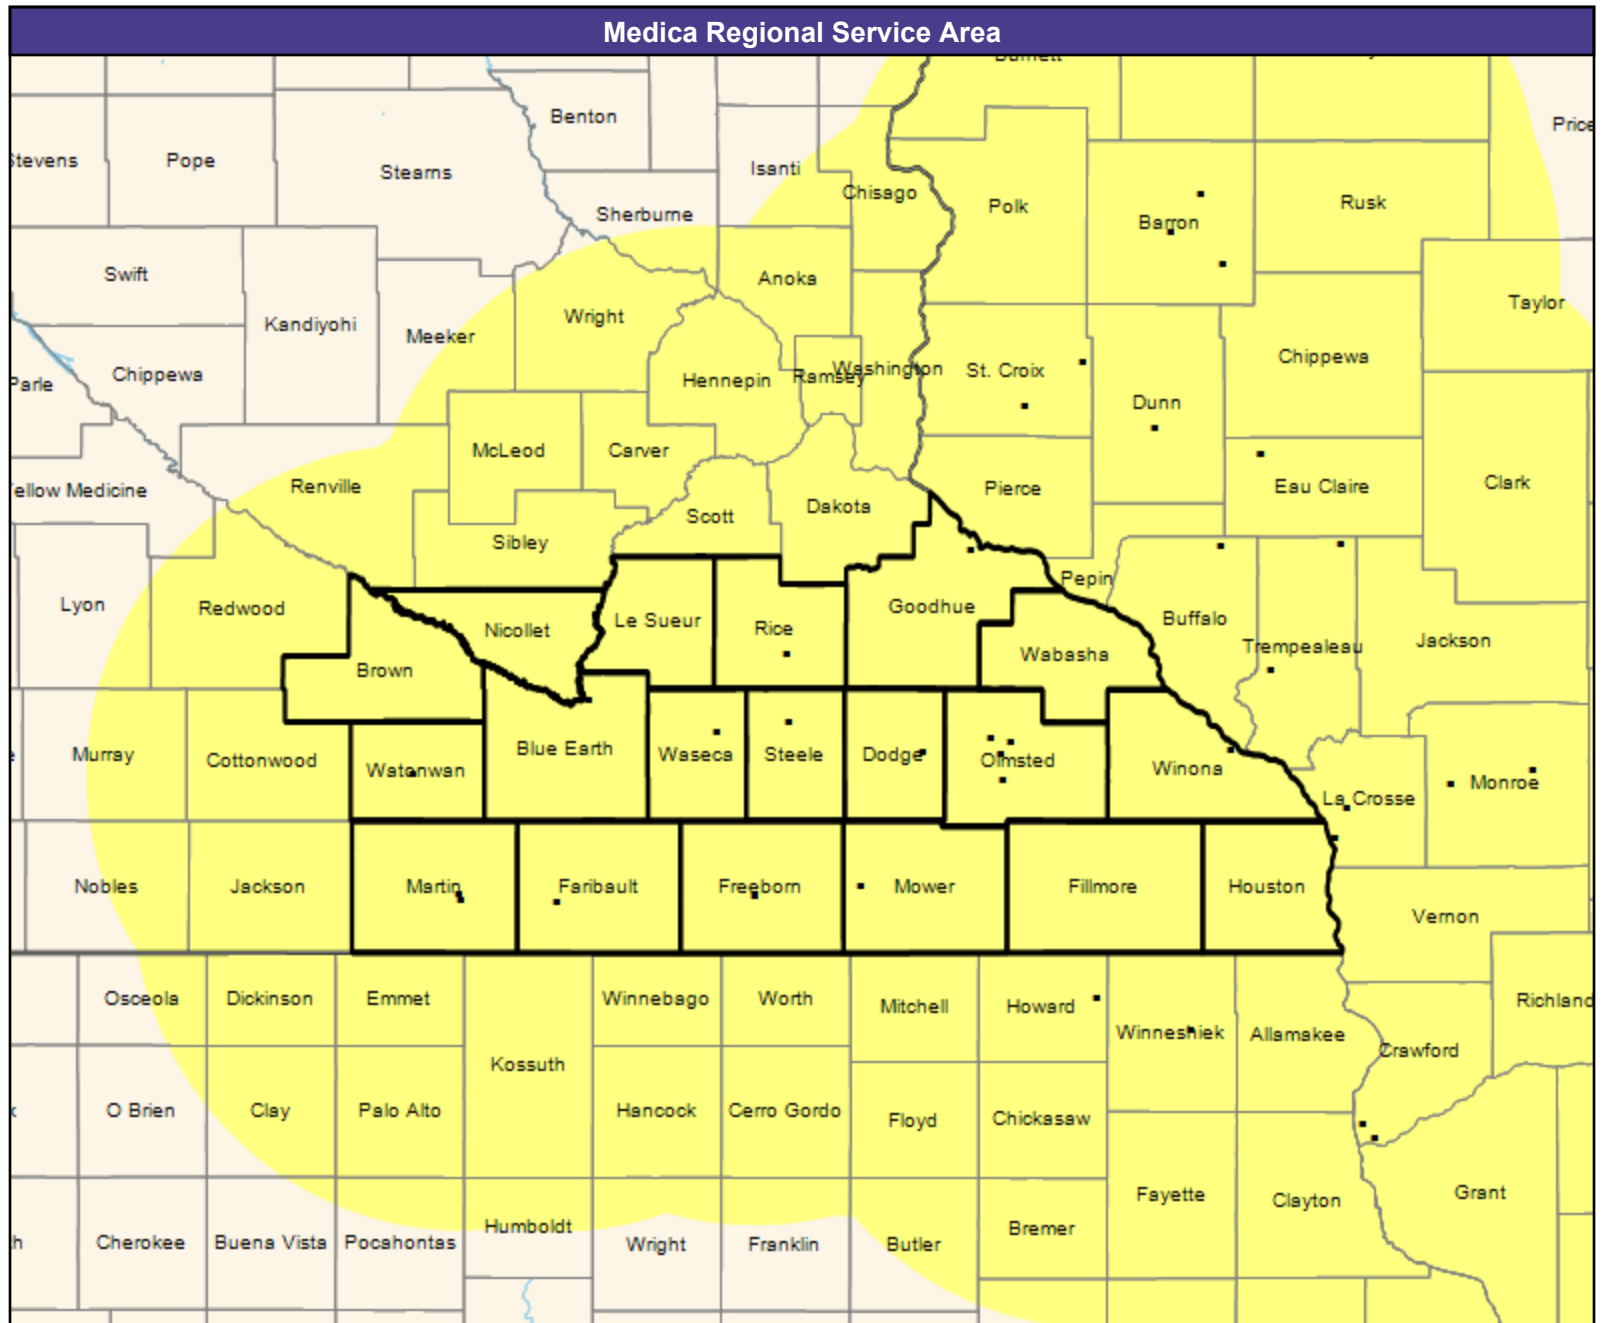 Medica Regional Service Area
Benton
Price
Stevens
Pope
Stearns
Isanti
Chisago
Sherburne
Polk
Barron
Rusk
Swift
Anoka
Taylor
Kandiyohi
Wright
Meeker
Chippewa
Parle
Chippewa
Hennepin
Ramsey
Washington
St. Croix
Dunn
McLeod
Carver
Clark
Renville
Yellow Medicine
Pierce
Eau Claire
Scott
Dakota
Sibley
Pepin
Lyon
Redwood
Nicollet
Le Sueur
Rice
Goodhue
Buffalo
Trempealeau
Jackson
Brown
Wabasha
Murray
Cottonwood
Watonwan
Blue Earth
Waseca
Steele
Dodge
Olmsted
Winona
La Crosse
Monroe
Nobles
Jackson
Martin
Faribault
Freeborn
Mower
Fillmore
Houston
Vernon
Osceola
Dickinson
Emmet
Winnebago
Worth
Mitchell
Howard
Richland
Winneshiek
Allamakee
Crawford
Kossuth
O Brien
Clay
Palo Alto
Hancock
Cerro Gordo
Floyd
Chickasaw
Fayette
Clayton
Grant
Humboldt
Bremer
Cherokee
Buena Vista
Pocahontas
Wright
Franklin
Butler